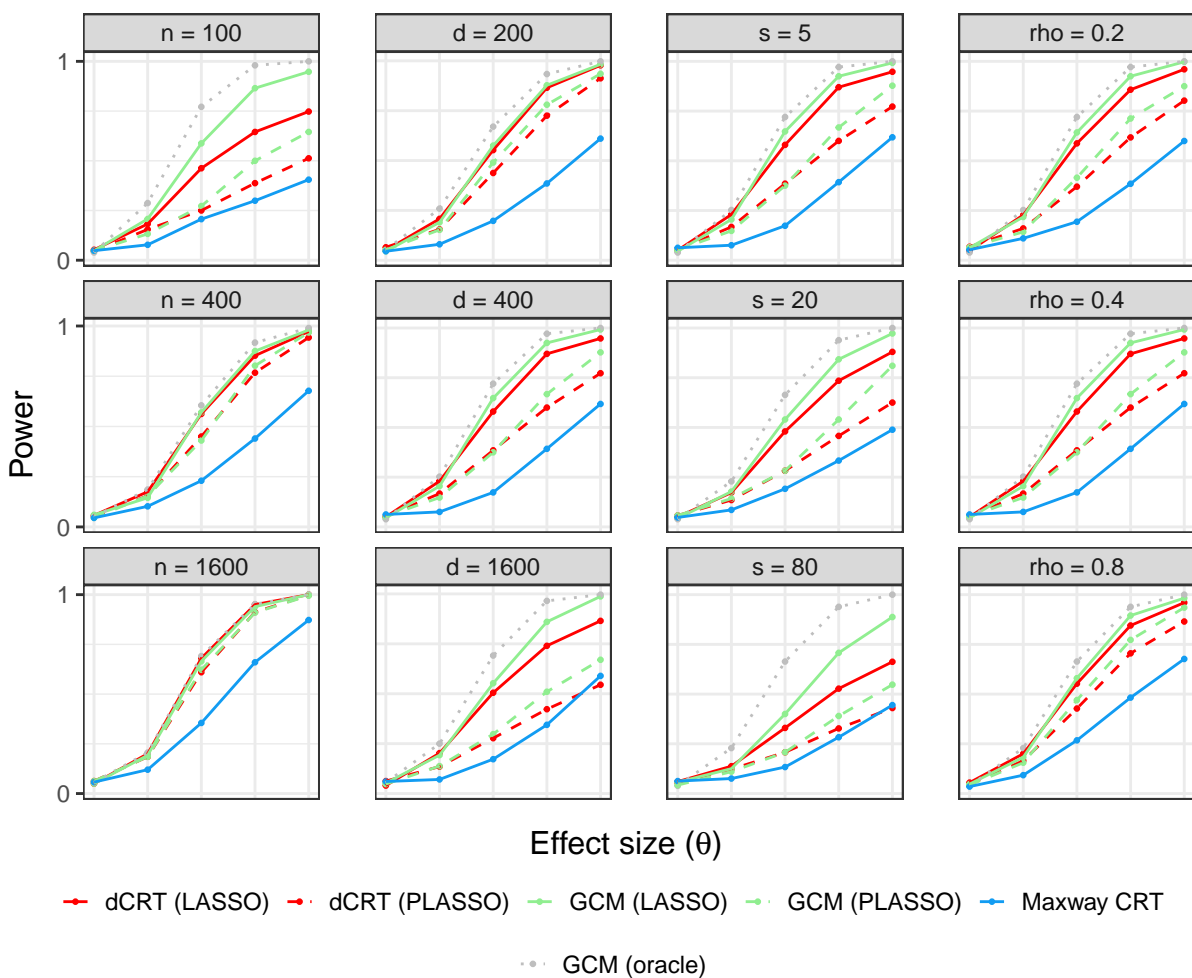 n = 100
d = 200
s = 5
rho = 0.2
1
0
n = 400
d = 400
s = 20
rho = 0.4
1
0
n = 1600
d = 1600
s = 80
rho = 0.8
1
0
Power
Effect size (θ)
dCRT (LASSO)
dCRT (PLASSO)
GCM (LASSO)
GCM (PLASSO)
Maxway CRT
GCM (oracle)